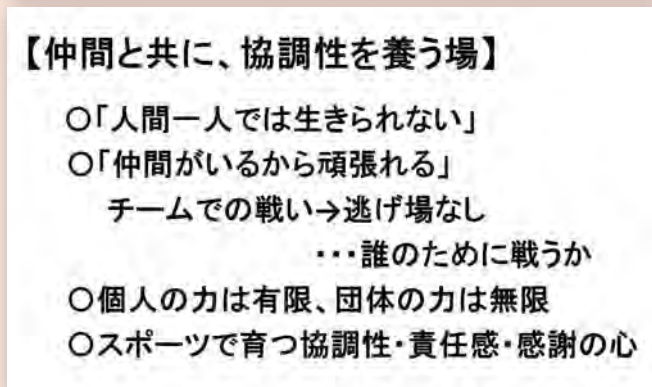 【仲間と共に、協調性を養う場】
○「人間一人では生きられない」
○「仲間がいるから頑張れる」
チームでの戦い→逃げ場なし
・・・誰のために戦うか
○個人の力は有限、団体の力は無限
○スポーツで育つ協調性・責任感・感謝の心